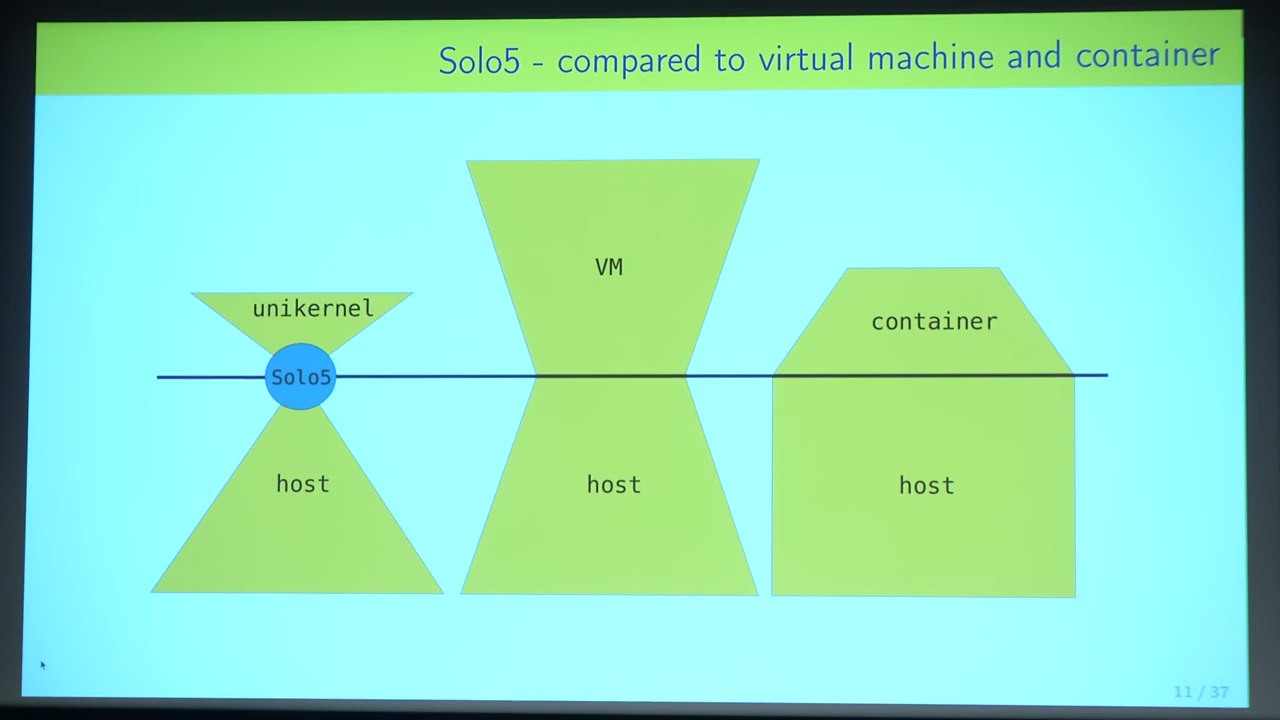 Solo5 - compared to virtual machine and container
VM
unikernel
container
Solo5
host
host
host
11 / 37